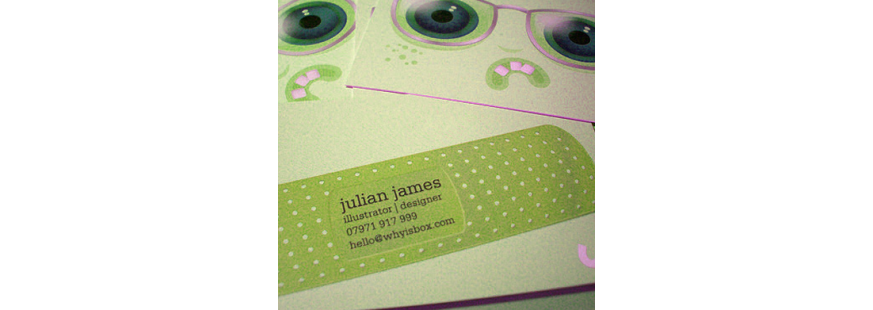 julian james
illustrator | designer
07971 917 999
hello@whyisbox.com